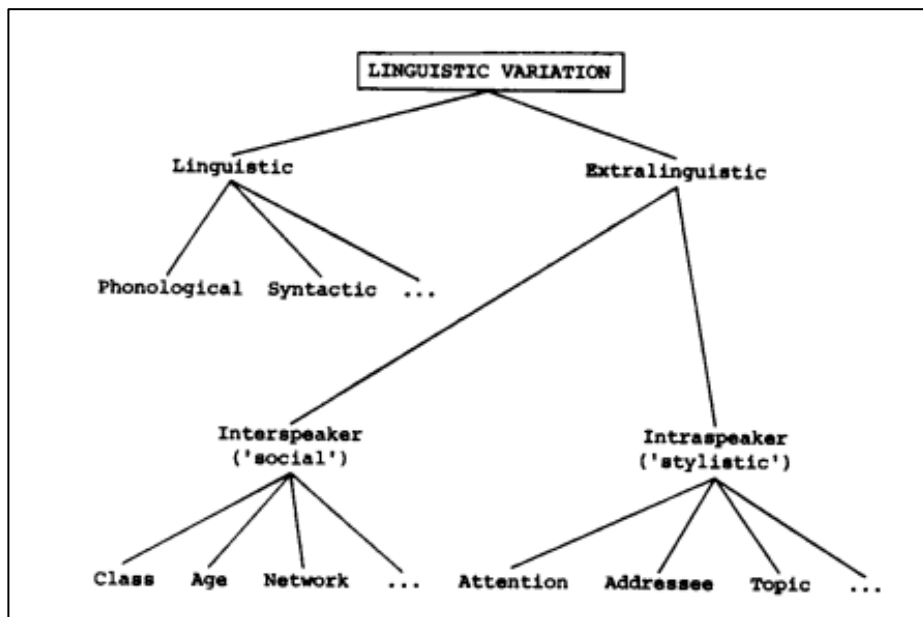 LINGUISTIC VARIATION
Linguistic Extralinguistic
Phonological Syntactic ...
Interspeaker Intraspeaker
('social') ('stylistic')
Class Age Network ... Attention Addressee Topic ...